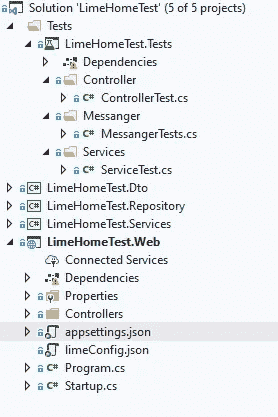 Solution 'LimeHomeTest' (5 of 5 projects)
Tests
LimeHomeTest.Tests
Dependencies
Controller
C# ControllerTest.cs
Messanger
C# MessangerTests.cs
Services
C# ServiceTest.cs
C# LimeHomeTest.Dto
C# LimeHomeTest.Repository
C# LimeHomeTest.Services
LimeHomeTest.Web
Connected Services
Dependencies
Properties
Controllers
appsettings.json
limeConfig.json
C# Program.cs
C# Startup.cs